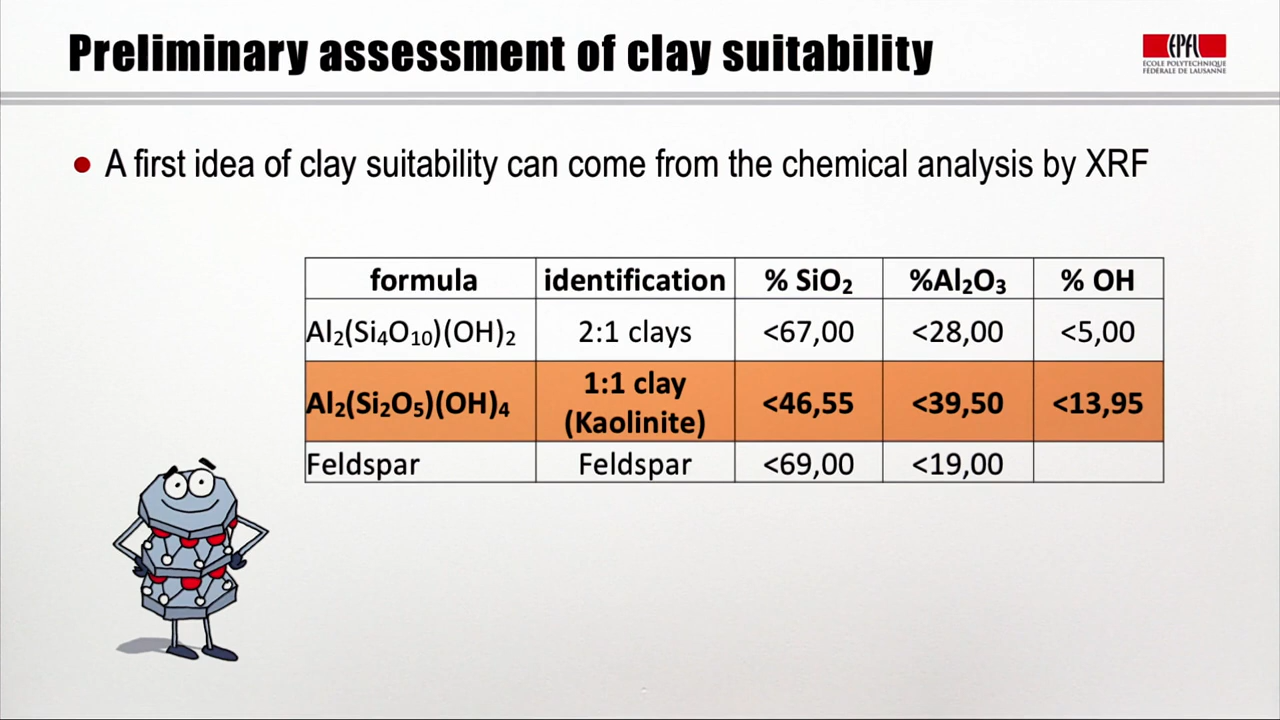 Preliminary assessment of clay suitability
EPFL
ÉCOLE POLYTECHNIQUE
FÉDÉRALE DE LAUSANNE
• A first idea of clay suitability can come from the chemical analysis by XRF
formula identification % SiO₂ %Al₂O₃ % OH
Al₂(Si₄O₁₀)(OH)₂ 2:1 clays <67,00 <28,00 <5,00
Al₂(Si₂O₅)(OH)₄ 1:1 clay (Kaolinite) <46,55 <39,50 <13,95
Feldspar Feldspar <69,00 <19,00